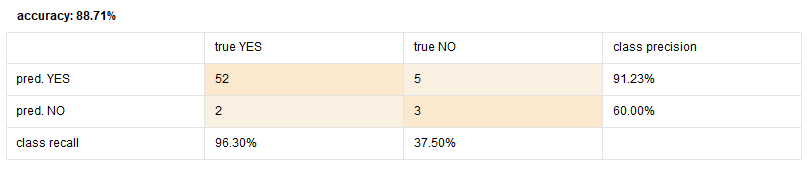 accuracy: 88.71%
true YES true NO class precision
pred. YES 52 5 91.23%
pred. NO 2 3 60.00%
class recall 96.30% 37.50%